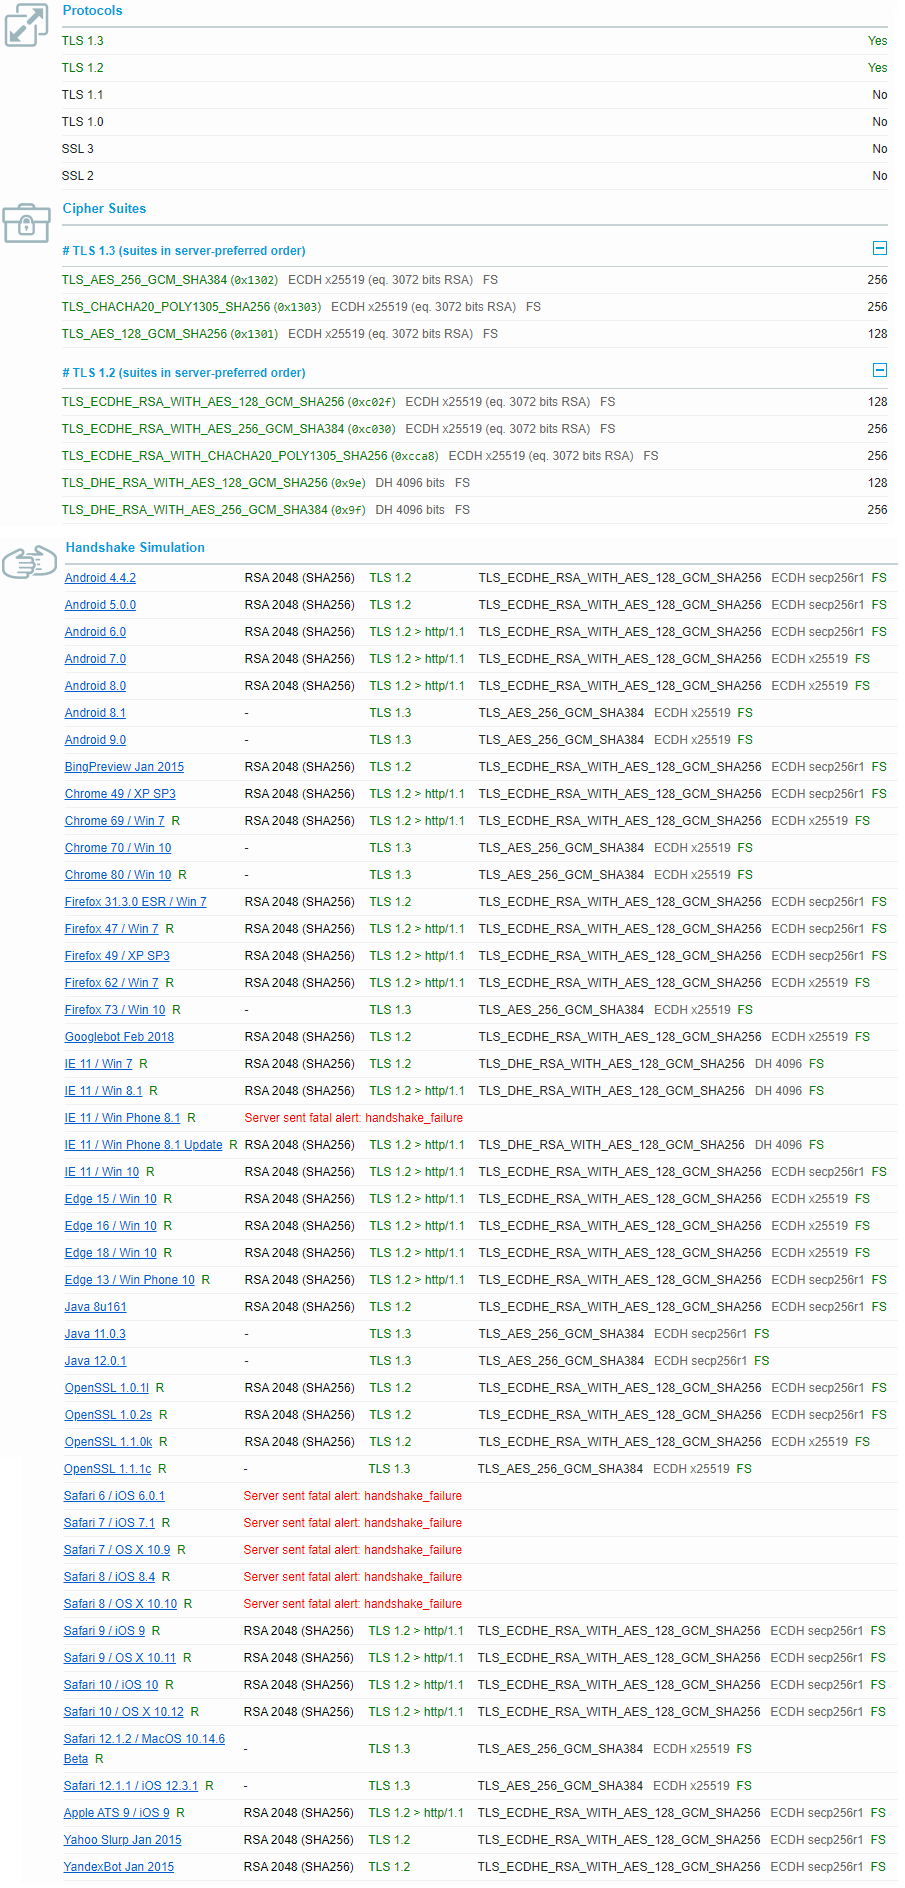 Protocols
TLS 1.3 Yes
TLS 1.2 Yes
TLS 1.1 No
TLS 1.0 No
SSL 3 No
SSL 2 No
Cipher Suites
# TLS 1.3 (suites in server-preferred order)
TLS_AES_256_GCM_SHA384 (0x1302) ECDH x25519 (eq. 3072 bits RSA) FS 256
TLS_CHACHA20_POLY1305_SHA256 (0x1303) ECDH x25519 (eq. 3072 bits RSA) FS 256
TLS_AES_128_GCM_SHA256 (0x1301) ECDH x25519 (eq. 3072 bits RSA) FS 128
# TLS 1.2 (suites in server-preferred order)
TLS_ECDHE_RSA_WITH_AES_128_GCM_SHA256 (0xc02f) ECDH x25519 (eq. 3072 bits RSA) FS 128
TLS_ECDHE_RSA_WITH_AES_256_GCM_SHA384 (0xc030) ECDH x25519 (eq. 3072 bits RSA) FS 256
TLS_ECDHE_RSA_WITH_CHACHA20_POLY1305_SHA256 (0xcca8) ECDH x25519 (eq. 3072 bits RSA) FS 256
TLS_DHE_RSA_WITH_AES_128_GCM_SHA256 (0x9e) DH 4096 bits FS 128
TLS_DHE_RSA_WITH_AES_256_GCM_SHA384 (0x9f) DH 4096 bits FS 256
Handshake Simulation
Android 4.4.2 RSA 2048 (SHA256) TLS 1.2 TLS_ECDHE_RSA_WITH_AES_128_GCM_SHA256 ECDH secp256r1 FS
Android 5.0.0 RSA 2048 (SHA256) TLS 1.2 TLS_ECDHE_RSA_WITH_AES_128_GCM_SHA256 ECDH secp256r1 FS
Android 6.0 RSA 2048 (SHA256) TLS 1.2 > http/1.1 TLS_ECDHE_RSA_WITH_AES_128_GCM_SHA256 ECDH secp256r1 FS
Android 7.0 RSA 2048 (SHA256) TLS 1.2 > http/1.1 TLS_ECDHE_RSA_WITH_AES_128_GCM_SHA256 ECDH x25519 FS
Android 8.0 RSA 2048 (SHA256) TLS 1.2 > http/1.1 TLS_ECDHE_RSA_WITH_AES_128_GCM_SHA256 ECDH x25519 FS
Android 8.1 - TLS 1.3 TLS_AES_256_GCM_SHA384 ECDH x25519 FS
Android 9.0 - TLS 1.3 TLS_AES_256_GCM_SHA384 ECDH x25519 FS
BingPreview Jan 2015 RSA 2048 (SHA256) TLS 1.2 TLS_ECDHE_RSA_WITH_AES_128_GCM_SHA256 ECDH secp256r1 FS
Chrome 49 / XP SP3 RSA 2048 (SHA256) TLS 1.2 > http/1.1 TLS_ECDHE_RSA_WITH_AES_128_GCM_SHA256 ECDH secp256r1 FS
Chrome 69 / Win 7 R RSA 2048 (SHA256) TLS 1.2 > http/1.1 TLS_ECDHE_RSA_WITH_AES_128_GCM_SHA256 ECDH x25519 FS
Chrome 70 / Win 10 - TLS 1.3 TLS_AES_256_GCM_SHA384 ECDH x25519 FS
Chrome 80 / Win 10 R - TLS 1.3 TLS_AES_256_GCM_SHA384 ECDH x25519 FS
Firefox 31.3.0 ESR / Win 7 RSA 2048 (SHA256) TLS 1.2 TLS_ECDHE_RSA_WITH_AES_128_GCM_SHA256 ECDH secp256r1 FS
Firefox 47 / Win 7 R RSA 2048 (SHA256) TLS 1.2 > http/1.1 TLS_ECDHE_RSA_WITH_AES_128_GCM_SHA256 ECDH secp256r1 FS
Firefox 49 / XP SP3 RSA 2048 (SHA256) TLS 1.2 > http/1.1 TLS_ECDHE_RSA_WITH_AES_128_GCM_SHA256 ECDH secp256r1 FS
Firefox 62 / Win 7 R RSA 2048 (SHA256) TLS 1.2 > http/1.1 TLS_ECDHE_RSA_WITH_AES_128_GCM_SHA256 ECDH x25519 FS
Firefox 73 / Win 10 R - TLS 1.3 TLS_AES_256_GCM_SHA384 ECDH x25519 FS
Googlebot Feb 2018 RSA 2048 (SHA256) TLS 1.2 TLS_ECDHE_RSA_WITH_AES_128_GCM_SHA256 ECDH x25519 FS
IE 11 / Win 7 R RSA 2048 (SHA256) TLS 1.2 TLS_DHE_RSA_WITH_AES_128_GCM_SHA256 DH 4096 FS
IE 11 / Win 8.1 R RSA 2048 (SHA256) TLS 1.2 > http/1.1 TLS_DHE_RSA_WITH_AES_128_GCM_SHA256 DH 4096 FS
IE 11 / Win Phone 8.1 R Server sent fatal alert: handshake_failure
IE 11 / Win Phone 8.1 Update R RSA 2048 (SHA256) TLS 1.2 > http/1.1 TLS_DHE_RSA_WITH_AES_128_GCM_SHA256 DH 4096 FS
IE 11 / Win 10 R RSA 2048 (SHA256) TLS 1.2 > http/1.1 TLS_ECDHE_RSA_WITH_AES_128_GCM_SHA256 ECDH secp256r1 FS
Edge 15 / Win 10 R RSA 2048 (SHA256) TLS 1.2 > http/1.1 TLS_ECDHE_RSA_WITH_AES_128_GCM_SHA256 ECDH x25519 FS
Edge 16 / Win 10 R RSA 2048 (SHA256) TLS 1.2 > http/1.1 TLS_ECDHE_RSA_WITH_AES_128_GCM_SHA256 ECDH x25519 FS
Edge 18 / Win 10 R RSA 2048 (SHA256) TLS 1.2 > http/1.1 TLS_ECDHE_RSA_WITH_AES_128_GCM_SHA256 ECDH x25519 FS
Edge 13 / Win Phone 10 R RSA 2048 (SHA256) TLS 1.2 > http/1.1 TLS_ECDHE_RSA_WITH_AES_128_GCM_SHA256 ECDH secp256r1 FS
Java 8u161 RSA 2048 (SHA256) TLS 1.2 TLS_ECDHE_RSA_WITH_AES_128_GCM_SHA256 ECDH secp256r1 FS
Java 11.0.3 - TLS 1.3 TLS_AES_256_GCM_SHA384 ECDH secp256r1 FS
Java 12.0.1 - TLS 1.3 TLS_AES_256_GCM_SHA384 ECDH secp256r1 FS
OpenSSL 1.0.1l R RSA 2048 (SHA256) TLS 1.2 TLS_ECDHE_RSA_WITH_AES_128_GCM_SHA256 ECDH secp256r1 FS
OpenSSL 1.0.2s R RSA 2048 (SHA256) TLS 1.2 TLS_ECDHE_RSA_WITH_AES_128_GCM_SHA256 ECDH secp256r1 FS
OpenSSL 1.1.0k R RSA 2048 (SHA256) TLS 1.2 TLS_ECDHE_RSA_WITH_AES_128_GCM_SHA256 ECDH x25519 FS
OpenSSL 1.1.1c R - TLS 1.3 TLS_AES_256_GCM_SHA384 ECDH x25519 FS
Safari 6 / iOS 6.0.1 Server sent fatal alert: handshake_failure
Safari 7 / iOS 7.1 R Server sent fatal alert: handshake_failure
Safari 7 / OS X 10.9 R Server sent fatal alert: handshake_failure
Safari 8 / iOS 8.4 R Server sent fatal alert: handshake_failure
Safari 8 / OS X 10.10 R Server sent fatal alert: handshake_failure
Safari 9 / iOS 9 R RSA 2048 (SHA256) TLS 1.2 > http/1.1 TLS_ECDHE_RSA_WITH_AES_128_GCM_SHA256 ECDH secp256r1 FS
Safari 9 / OS X 10.11 R RSA 2048 (SHA256) TLS 1.2 > http/1.1 TLS_ECDHE_RSA_WITH_AES_128_GCM_SHA256 ECDH secp256r1 FS
Safari 10 / iOS 10 R RSA 2048 (SHA256) TLS 1.2 > http/1.1 TLS_ECDHE_RSA_WITH_AES_128_GCM_SHA256 ECDH secp256r1 FS
Safari 10 / OS X 10.12 R RSA 2048 (SHA256) TLS 1.2 > http/1.1 TLS_ECDHE_RSA_WITH_AES_128_GCM_SHA256 ECDH secp256r1 FS
Safari 12.1.2 / MacOS 10.14.6
Beta R - TLS 1.3 TLS_AES_256_GCM_SHA384 ECDH x25519 FS
Safari 12.1.1 / iOS 12.3.1 R - TLS 1.3 TLS_AES_256_GCM_SHA384 ECDH x25519 FS
Apple ATS 9 / iOS 9 R RSA 2048 (SHA256) TLS 1.2 > http/1.1 TLS_ECDHE_RSA_WITH_AES_128_GCM_SHA256 ECDH secp256r1 FS
Yahoo Slurp Jan 2015 RSA 2048 (SHA256) TLS 1.2 TLS_ECDHE_RSA_WITH_AES_128_GCM_SHA256 ECDH secp256r1 FS
YandexBot Jan 2015 RSA 2048 (SHA256) TLS 1.2 TLS_ECDHE_RSA_WITH_AES_128_GCM_SHA256 ECDH secp256r1 FS